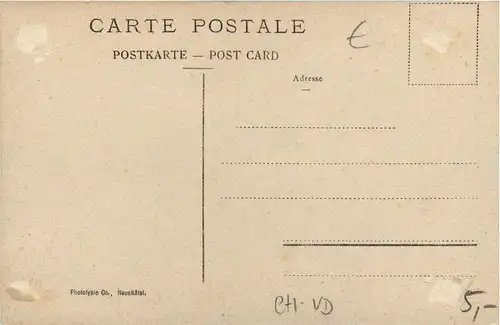 CARTE POSTALE
€
POSTKARTE — POST CARD
Adresse
Phototypie Co., Neuchâtel.
CH-VD
5,-